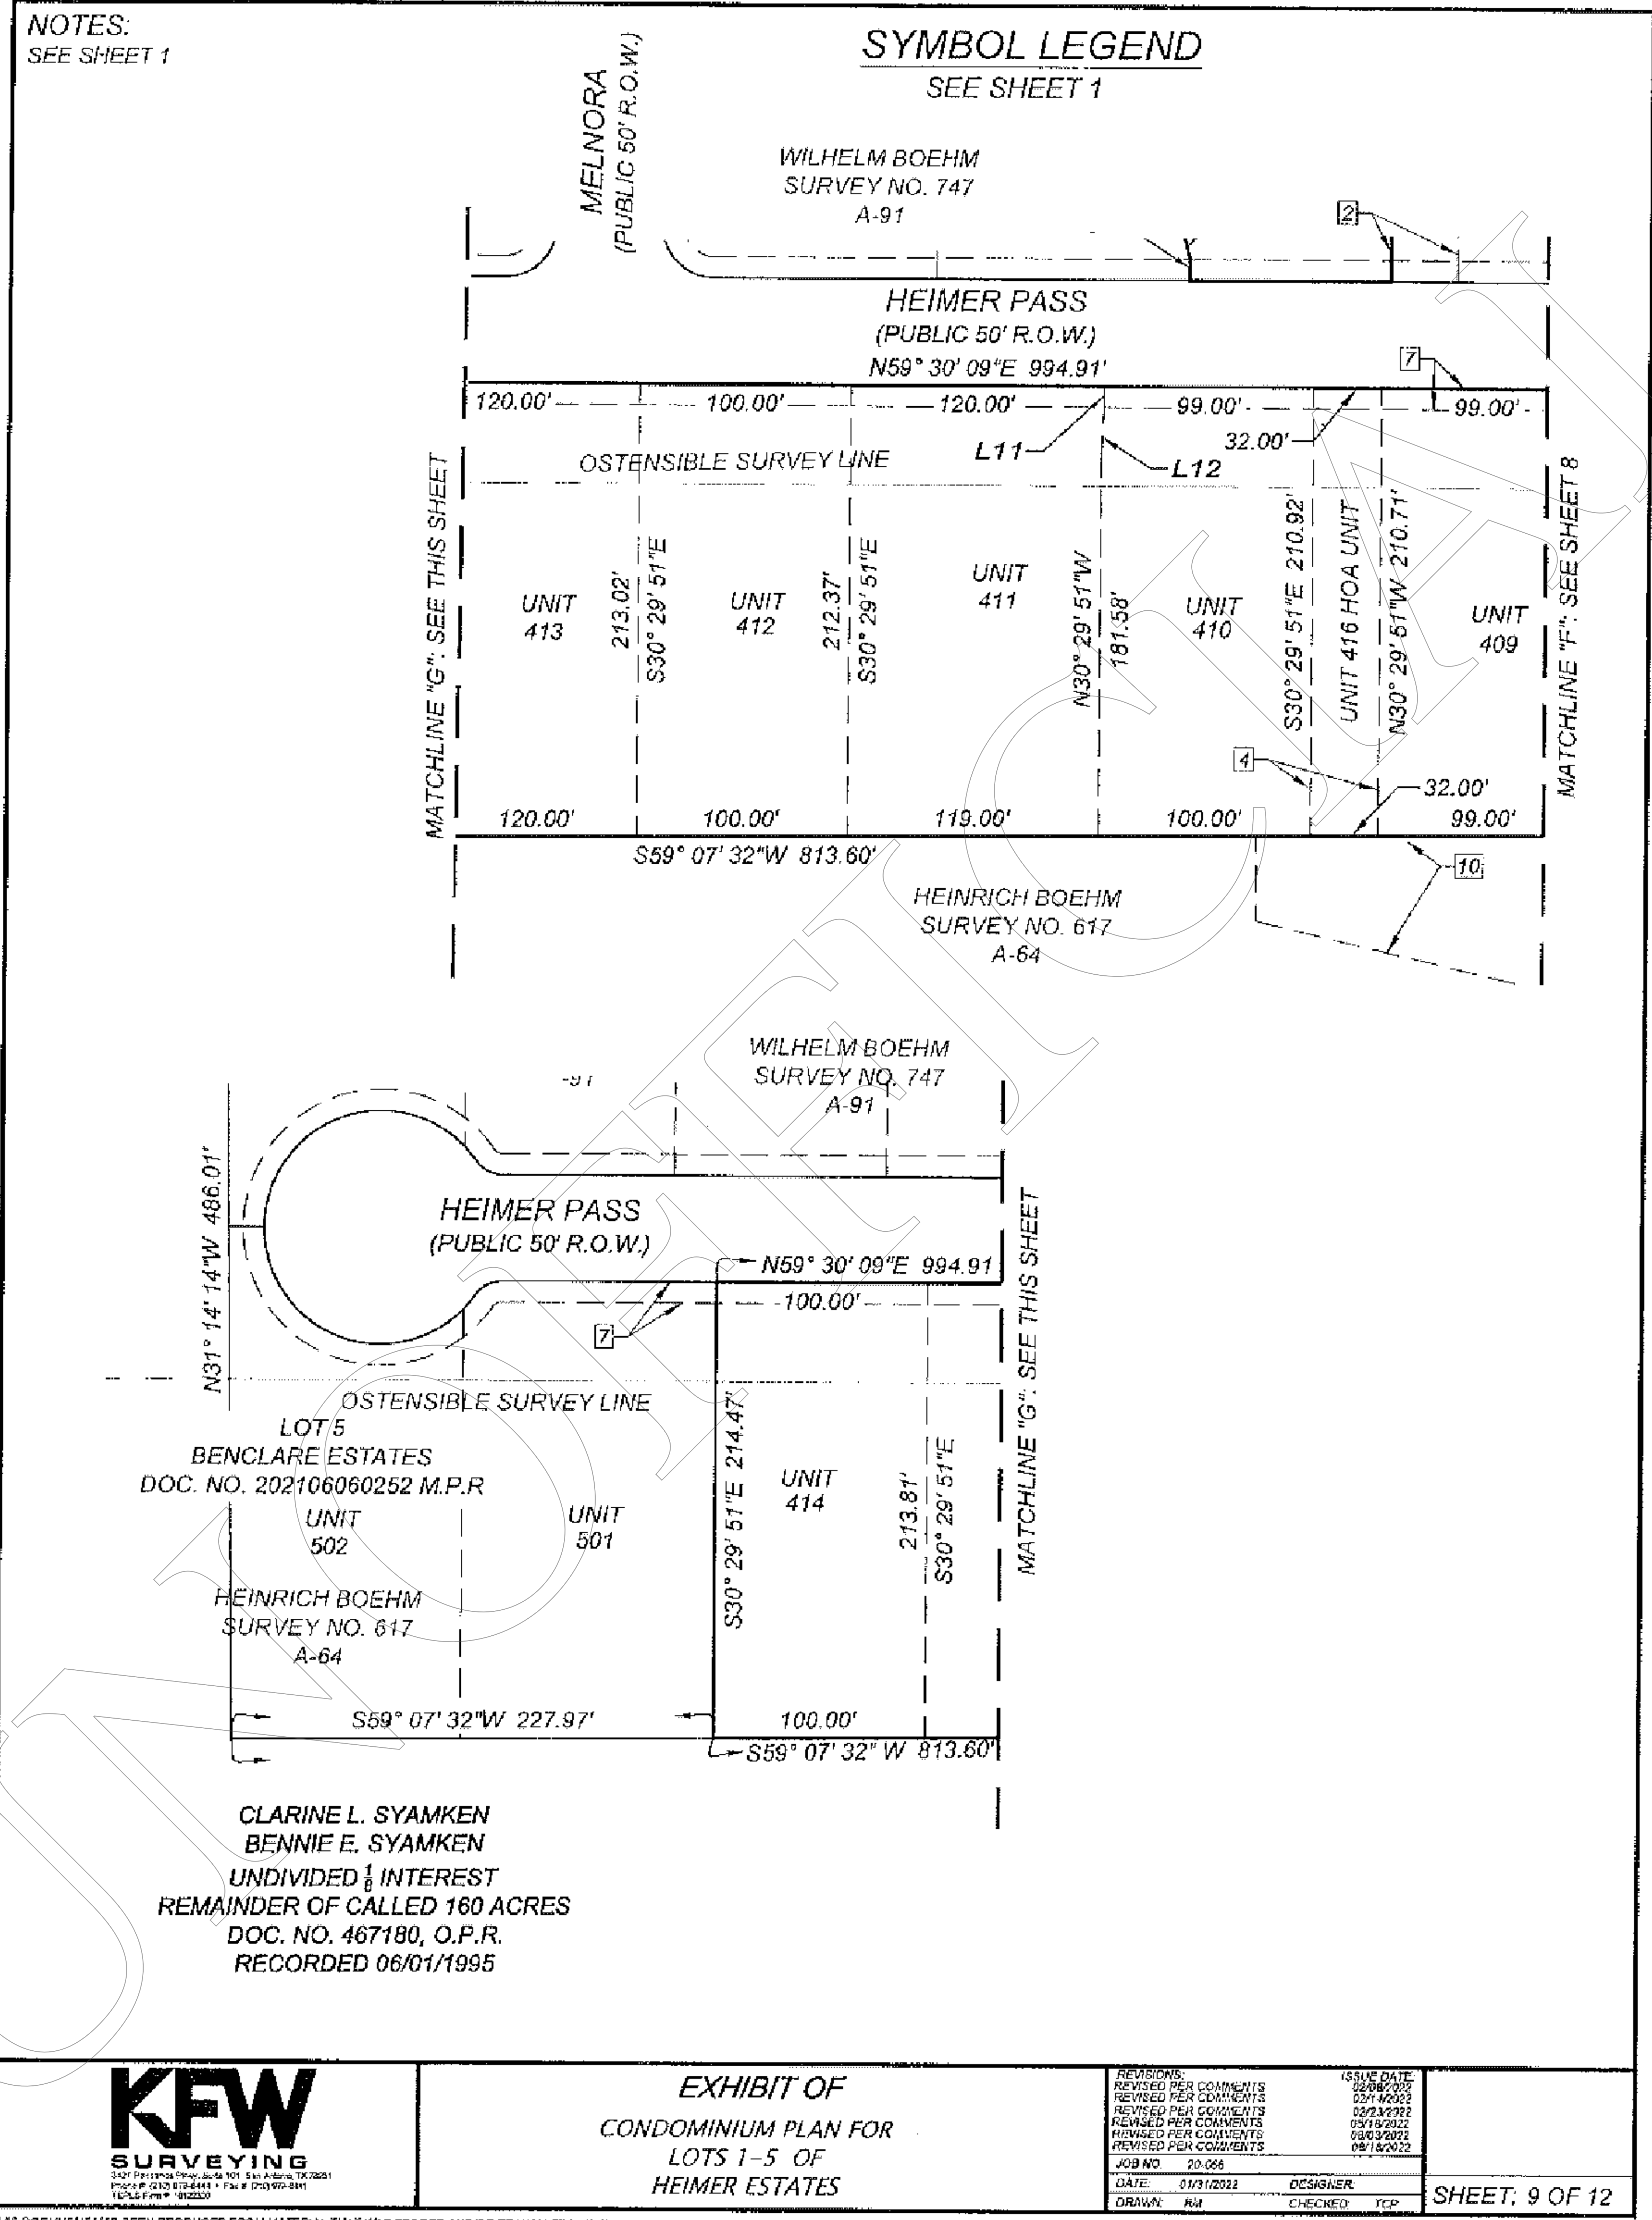 NOTES:
SEE SHEET 1
SYMBOL LEGEND
SEE SHEET 1
MELNORA
(PUBLIC 50' R.O.W.)
WILHELM BOEHM
SURVEY NO. 747
A-91
2
HEIMER PASS
(PUBLIC 50' R.O.W.)
N59° 30' 09"E 994.91'
7
120.00'
100.00'
120.00'
99.00'
99.00'
L11
32.00'
OSTENSIBLE SURVEY LINE
L12
MATCHLINE "G": SEE THIS SHEET
UNIT
413
213.02'
S30° 29' 51"E
UNIT
412
212.37'
S30° 29' 51"E
UNIT
411
N30° 29' 51"W
181.58'
UNIT
410
S30° 29' 51"E 210.92'
UNIT 416 HOA UNIT
N30° 29' 51"W 210.71'
UNIT
409
MATCHLINE "F": SEE SHEET 8
4
32.00'
120.00'
100.00'
119.00'
100.00'
99.00'
S59° 07' 32"W 813.60'
10
HEINRICH BOEHM
SURVEY NO. 617
A-64
WILHELM BOEHM
SURVEY NO. 747
A-91
-91
N31° 14' 14"W 486.01'
HEIMER PASS
(PUBLIC 50' R.O.W.)
N59° 30' 09"E 994.91
100.00'
7
MATCHLINE "G": SEE THIS SHEET
OSTENSIBLE SURVEY LINE
LOT 5
BENCLARE ESTATES
DOC. NO. 202106060252 M.P.R
UNIT
502
UNIT
501
S30° 29' 51"E 214.47'
UNIT
414
213.81'
S30° 29' 51"E
HEINRICH BOEHM
SURVEY NO. 617
A-64
S59° 07' 32"W 227.97'
100.00'
S59° 07' 32" W 813.60'
CLARINE L. SYAMKEN
BENNIE E. SYAMKEN
UNDIVIDED INTEREST
REMAINDER OF CALLED 160 ACRES
DOC. NO. 467180, O.P.R.
RECORDED 06/01/1995
UNOFFICIAL
KFW
SURVEYING
EXHIBIT OF
CONDOMINIUM PLAN FOR
LOTS 1-5 OF
HEIMER ESTATES
REVISIONS: ISSUE DATE:
REVISED PER COMMENTS 02/08/2022
REVISED PER COMMENTS 02/14/2022
REVISED PER COMMENTS 02/23/2022
REVISED PER COMMENTS
REVISED PER COMMENTS
REVISED PER COMMENTS
JOB NO. 20-066
DATE: 01/31/2022 DESIGNER:
DRAWN: RM CHECKED: TCP
SHEET: 9 OF 12